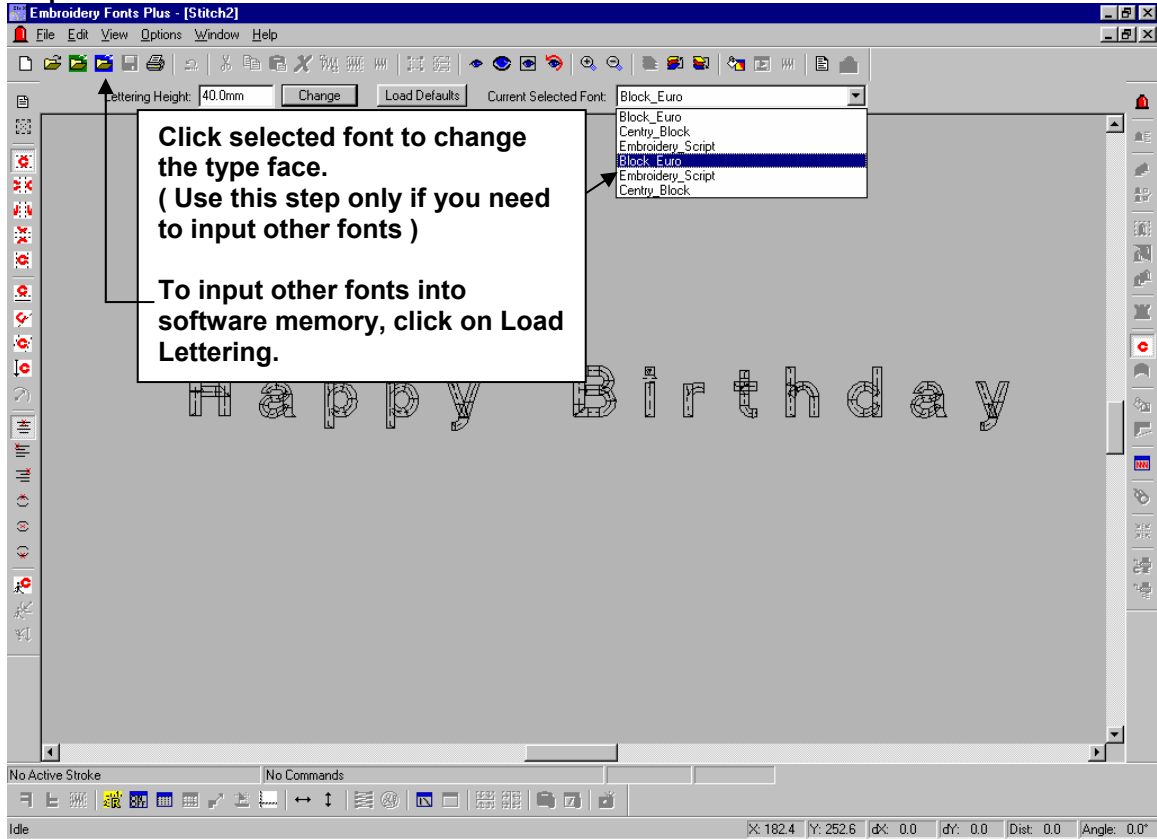 Embroidery Fonts Plus - [Stitch2]
File Edit View Options Window Help
Lettering Height: 40.0mm Change Load Defaults Current Selected Font: Block_Euro
Block_Euro
Centry_Block
Embroidery_Script
Block_Euro
Embroidery_Script
Centry_Block
Click selected font to change
the type face.
( Use this step only if you need
to input other fonts )
To input other fonts into
software memory, click on Load
Lettering.
Happy Birthday
No Active Stroke No Commands
Idle X: 182.4 Y: 252.6 dX: 0.0 dY: 0.0 Dist: 0.0 Angle: 0.0°